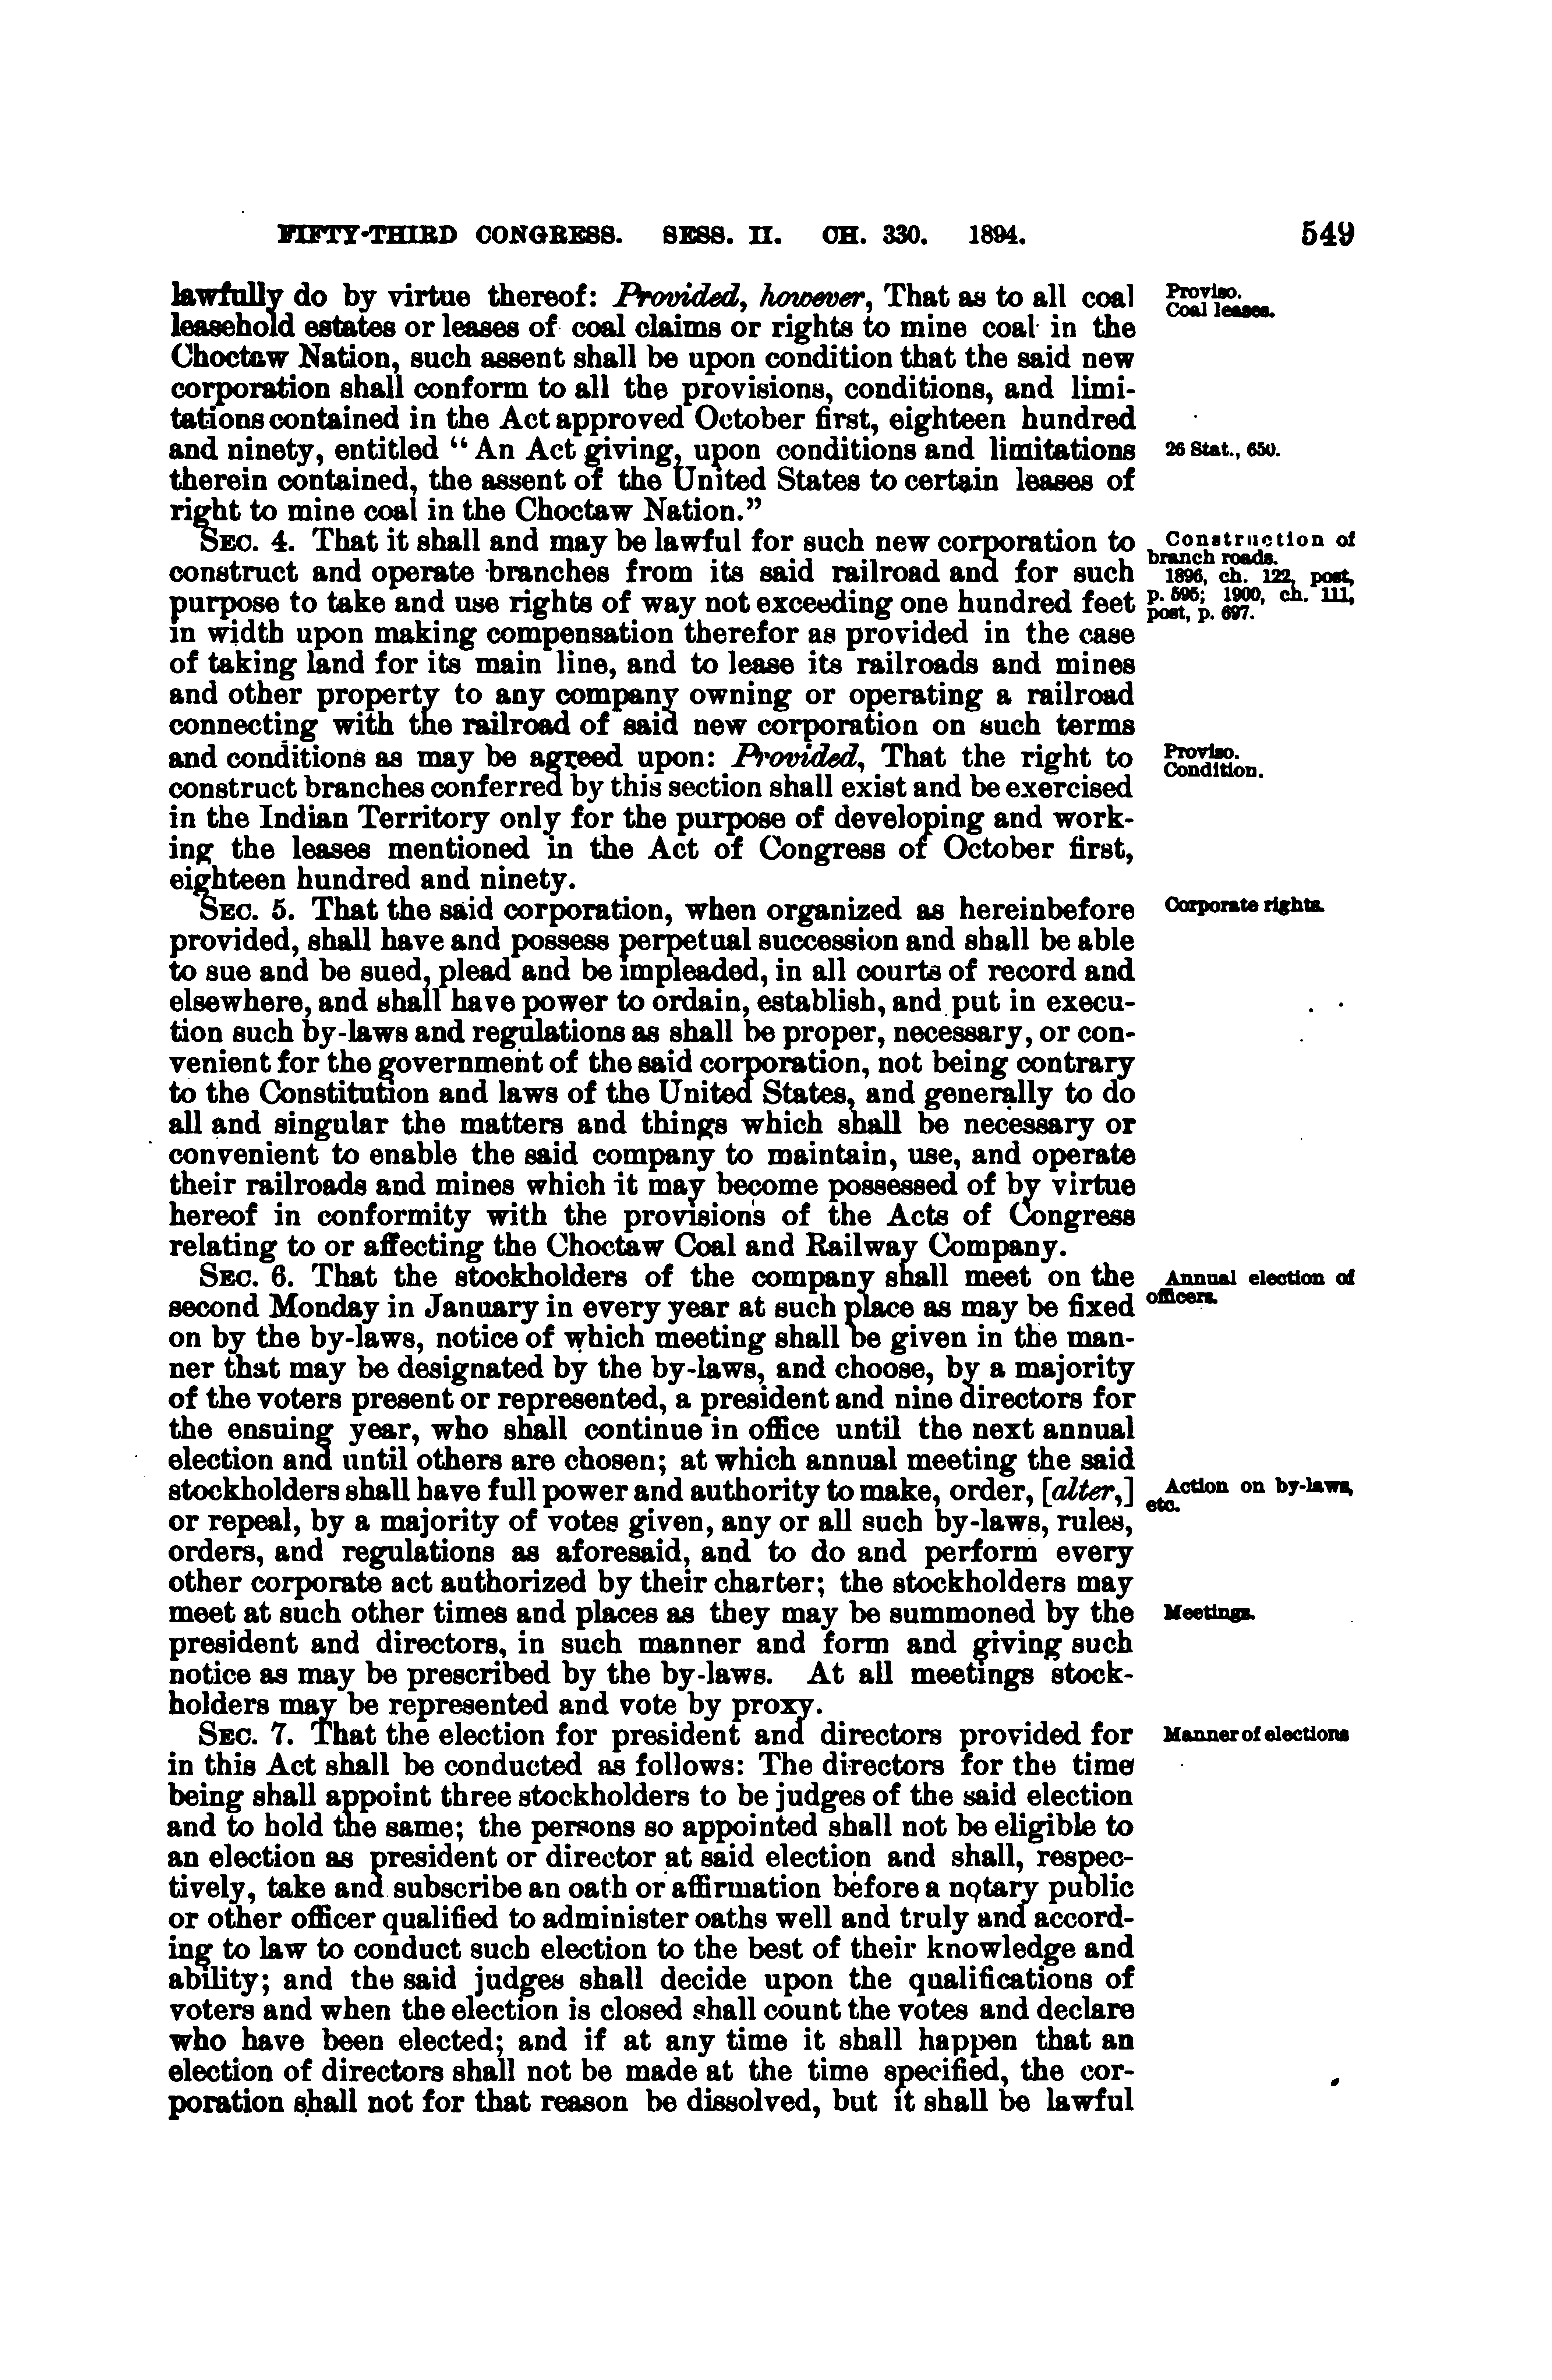 FIFTY-THIRD CONGRESS. SESS. II. CH. 330. 1894. 549
lawfully do by virtue thereof: Provided, however, That as to all coal
leasehold estates or leases of coal claims or rights to mine coal in the
Choctaw Nation, such assent shall be upon condition that the said new
corporation shall conform to all the provisions, conditions, and limi-
tations contained in the Act approved October first, eighteen hundred
and ninety, entitled “An Act giving, upon conditions and limitations
therein contained, the assent of the United States to certain leases of
right to mine coal in the Choctaw Nation.”
Proviso.
Coal leases.
26 Stat., 650.
SEC. 4. That it shall and may be lawful for such new corporation to
construct and operate branches from its said railroad and for such
purpose to take and use rights of way not exceeding one hundred feet
in width upon making compensation therefor as provided in the case
of taking land for its main line, and to lease its railroads and mines
and other property to any company owning or operating a railroad
connecting with the railroad of said new corporation on such terms
and conditions as may be agreed upon: Provided, That the right to
construct branches conferred by this section shall exist and be exercised
in the Indian Territory only for the purpose of developing and work-
ing the leases mentioned in the Act of Congress of October first,
eighteen hundred and ninety.
Construction of
branch roads.
1896, ch. 122, post,
p. 595; 1900, ch. 111,
post, p. 697.
Proviso.
Condition.
SEC. 5. That the said corporation, when organized as hereinbefore
provided, shall have and possess perpetual succession and shall be able
to sue and be sued, plead and be impleaded, in all courts of record and
elsewhere, and shall have power to ordain, establish, and put in execu-
tion such by-laws and regulations as shall be proper, necessary, or con-
venient for the government of the said corporation, not being contrary
to the Constitution and laws of the United States, and generally to do
all and singular the matters and things which shall be necessary or
convenient to enable the said company to maintain, use, and operate
their railroads and mines which it may become possessed of by virtue
hereof in conformity with the provisions of the Acts of Congress
relating to or affecting the Choctaw Coal and Railway Company.
Corporate rights.
SEC. 6. That the stockholders of the company shall meet on the
second Monday in January in every year at such place as may be fixed
on by the by-laws, notice of which meeting shall be given in the man-
ner that may be designated by the by-laws, and choose, by a majority
of the voters present or represented, a president and nine directors for
the ensuing year, who shall continue in office until the next annual
election and until others are chosen; at which annual meeting the said
stockholders shall have full power and authority to make, order, [alter,]
or repeal, by a majority of votes given, any or all such by-laws, rules,
orders, and regulations as aforesaid, and to do and perform every
other corporate act authorized by their charter; the stockholders may
meet at such other times and places as they may be summoned by the
president and directors, in such manner and form and giving such
notice as may be prescribed by the by-laws. At all meetings stock-
holders may be represented and vote by proxy.
Annual election of
officers.
Action on by-laws,
etc.
Meetings.
SEC. 7. That the election for president and directors provided for
in this Act shall be conducted as follows: The directors for the time
being shall appoint three stockholders to be judges of the said election
and to hold the same; the persons so appointed shall not be eligible to
an election as president or director at said election and shall, respec-
tively, take and subscribe an oath or affirmation before a notary public
or other officer qualified to administer oaths well and truly and accord-
ing to law to conduct such election to the best of their knowledge and
ability; and the said judges shall decide upon the qualifications of
voters and when the election is closed shall count the votes and declare
who have been elected; and if at any time it shall happen that an
election of directors shall not be made at the time specified, the cor-
poration shall not for that reason be dissolved, but it shall be lawful
Manner of elections